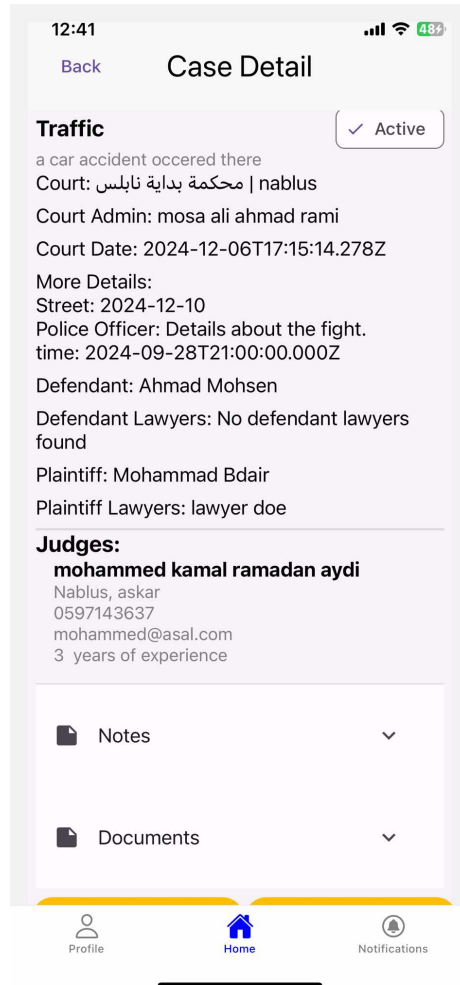 12:41
48
Back
Case Detail
Traffic
Active
a car accident occered there
Court: محكمة بداية نابلس | nablus
Court Admin: mosa ali ahmad rami
Court Date: 2024-12-06T17:15:14.278Z
More Details:
Street: 2024-12-10
Police Officer: Details about the fight.
time: 2024-09-28T21:00:00.000Z
Defendant: Ahmad Mohsen
Defendant Lawyers: No defendant lawyers
found
Plaintiff: Mohammad Bdair
Plaintiff Lawyers: lawyer doe
Judges:
mohammed kamal ramadan aydi
Nablus, askar
0597143637
mohammed@asal.com
3 years of experience
Notes
Documents
Profile
Home
Notifications